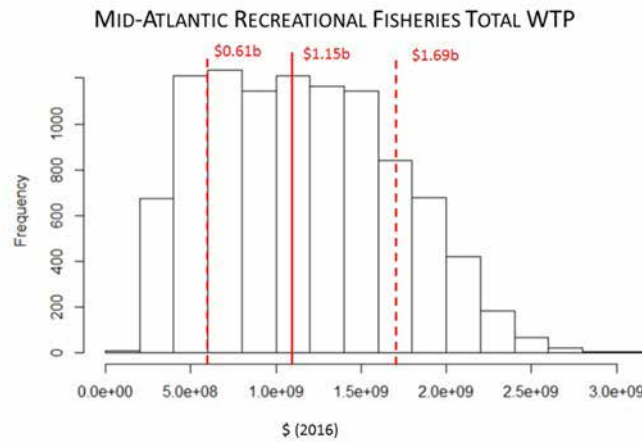 MID-ATLANTIC RECREATIONAL FISHERIES TOTAL WTP
$0.61b $1.15b $1.69b
Frequency
1000
800
600
400
200
0
0.0e+00 5.0e+08 1.0e+09 1.5e+09 2.0e+09 2.5e+09 3.0e+09
$ (2016)